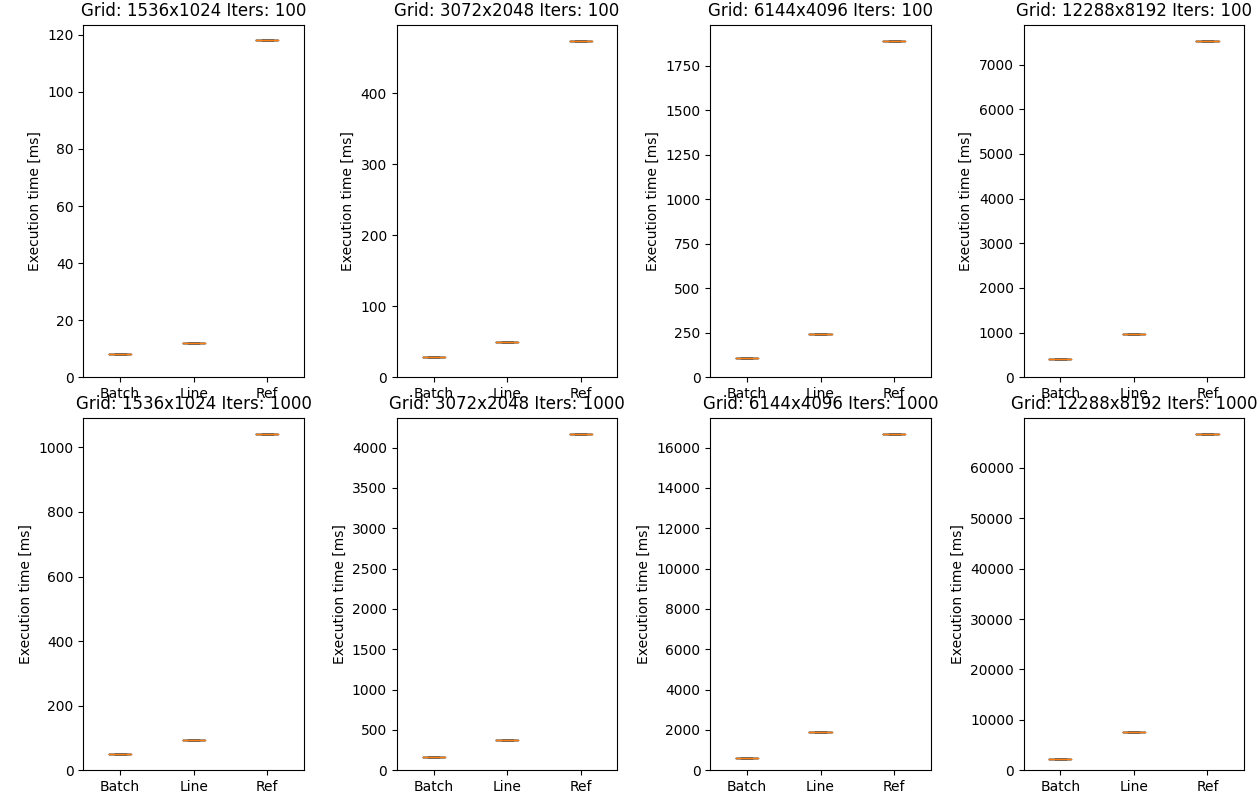 Grid: 1536x1024 Iters: 100
Execution time [ms]
120
100
80
60
40
20
0
Batch
Line
Ref
Grid: 3072x2048 Iters: 100
Execution time [ms]
400
300
200
100
0
Batch
Line
Ref
Grid: 6144x4096 Iters: 100
Execution time [ms]
1750
1500
1250
1000
750
500
250
0
Batch
Line
Ref
Grid: 12288x8192 Iters: 100
Execution time [ms]
7000
6000
5000
4000
3000
2000
1000
0
Batch
Line
Ref
Grid: 1536x1024 Iters: 1000
Execution time [ms]
1000
800
600
400
200
0
Batch
Line
Ref
Grid: 3072x2048 Iters: 1000
Execution time [ms]
4000
3500
3000
2500
2000
1500
1000
500
0
Batch
Line
Ref
Grid: 6144x4096 Iters: 1000
Execution time [ms]
16000
14000
12000
10000
8000
6000
4000
2000
0
Batch
Line
Ref
Grid: 12288x8192 Iters: 1000
Execution time [ms]
60000
50000
40000
30000
20000
10000
0
Batch
Line
Ref